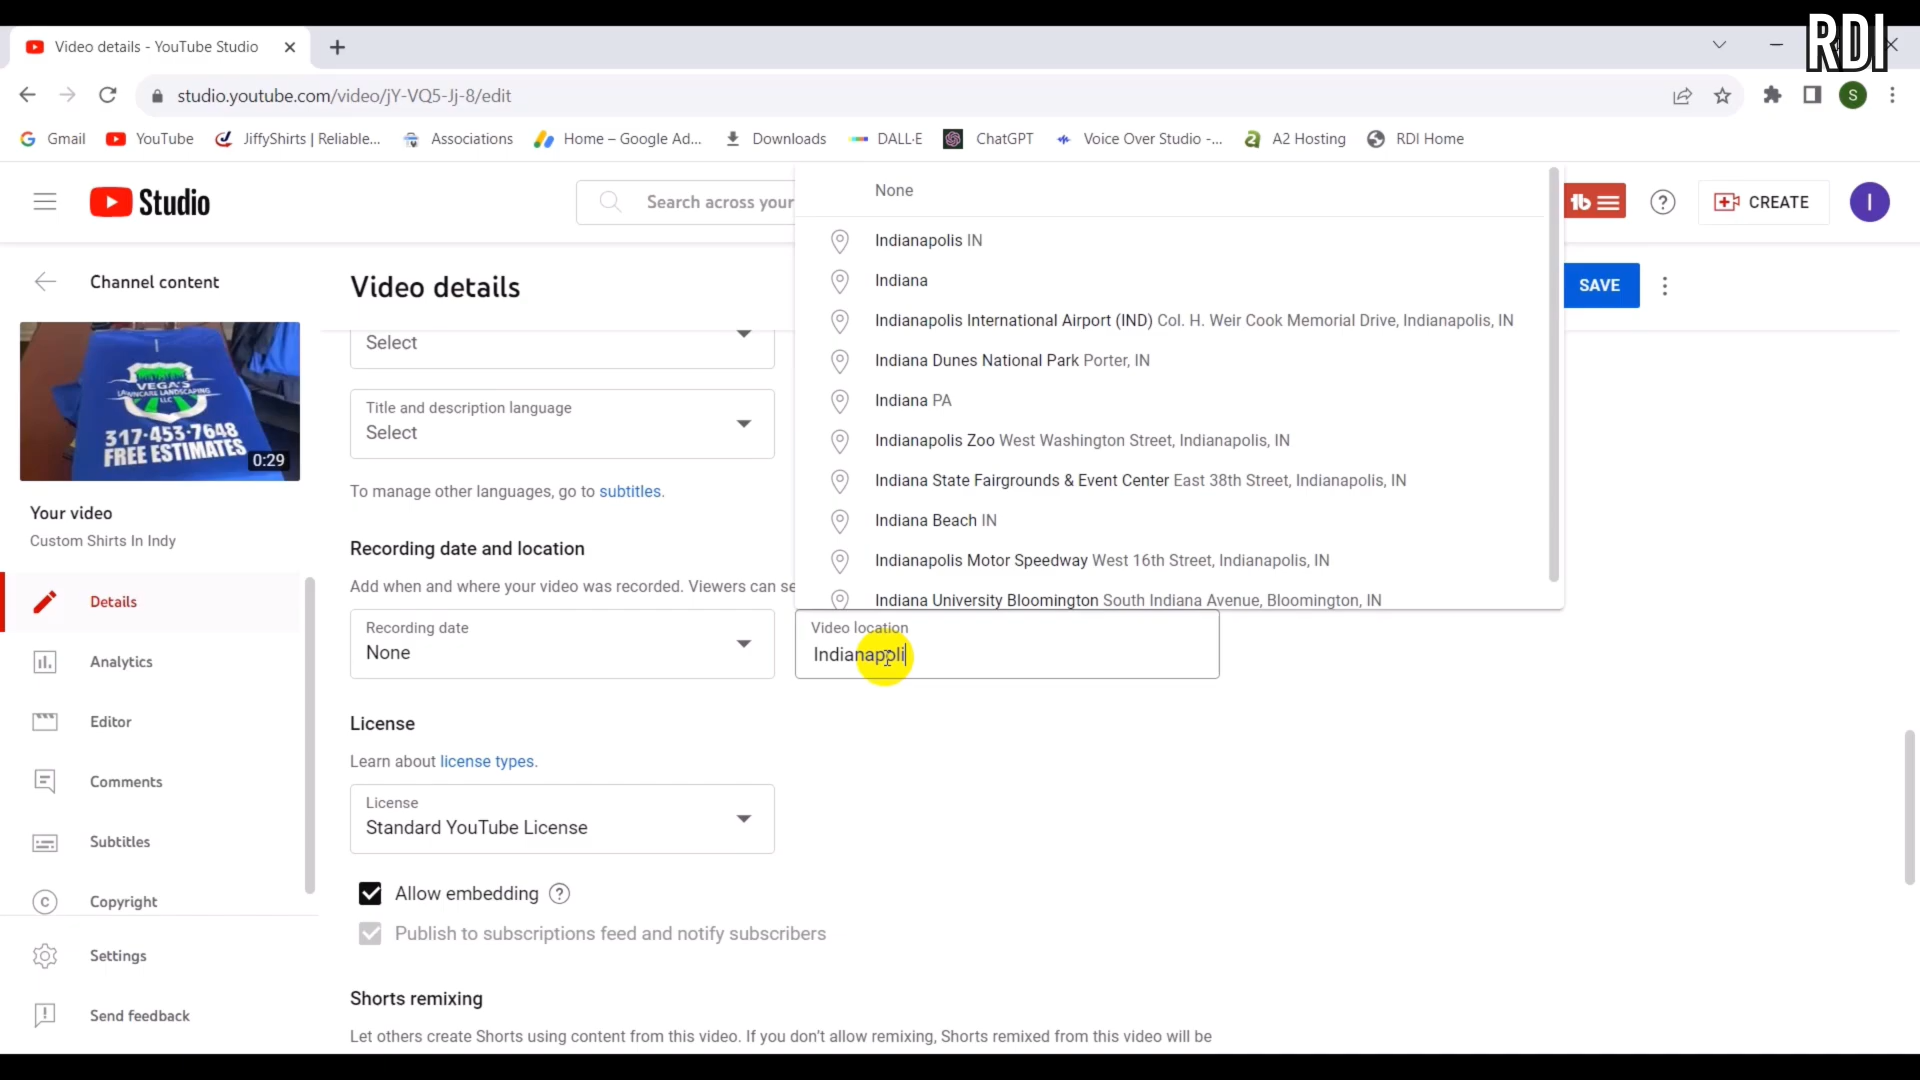 RDI
Video details - YouTube Studio
studio.youtube.com/video/jY-VQ5-Jj-8/edit
S
Gmail
YouTube
JiffyShirts | Reliable...
Associations
Home – Google Ad...
Downloads
DALL·E
ChatGPT
Voice Over Studio -...
A2 Hosting
RDI Home
Studio
Search across your
None
tb
?
CREATE
I
Channel content
Video details
SAVE
Indianapolis IN
Indiana
Indianapolis International Airport (IND) Col. H. Weir Cook Memorial Drive, Indianapolis, IN
Indiana Dunes National Park Porter, IN
Indiana PA
Indianapolis Zoo West Washington Street, Indianapolis, IN
Indiana State Fairgrounds & Event Center East 38th Street, Indianapolis, IN
Indiana Beach IN
Indianapolis Motor Speedway West 16th Street, Indianapolis, IN
Indiana University Bloomington South Indiana Avenue, Bloomington, IN
VEGA'S
LAWNCARE LANDSCAPING
LLC
317-453-7648
FREE ESTIMATES
0:29
Your video
Custom Shirts In Indy
Details
Analytics
Editor
Comments
Subtitles
Copyright
Settings
Send feedback
Select
Title and description language
Select
To manage other languages, go to subtitles.
Recording date and location
Add when and where your video was recorded. Viewers can se
Recording date
None
Video location
Indianapoli
License
Learn about license types.
License
Standard YouTube License
Allow embedding ?
Publish to subscriptions feed and notify subscribers
Shorts remixing
Let others create Shorts using content from this video. If you don't allow remixing, Shorts remixed from this video will be